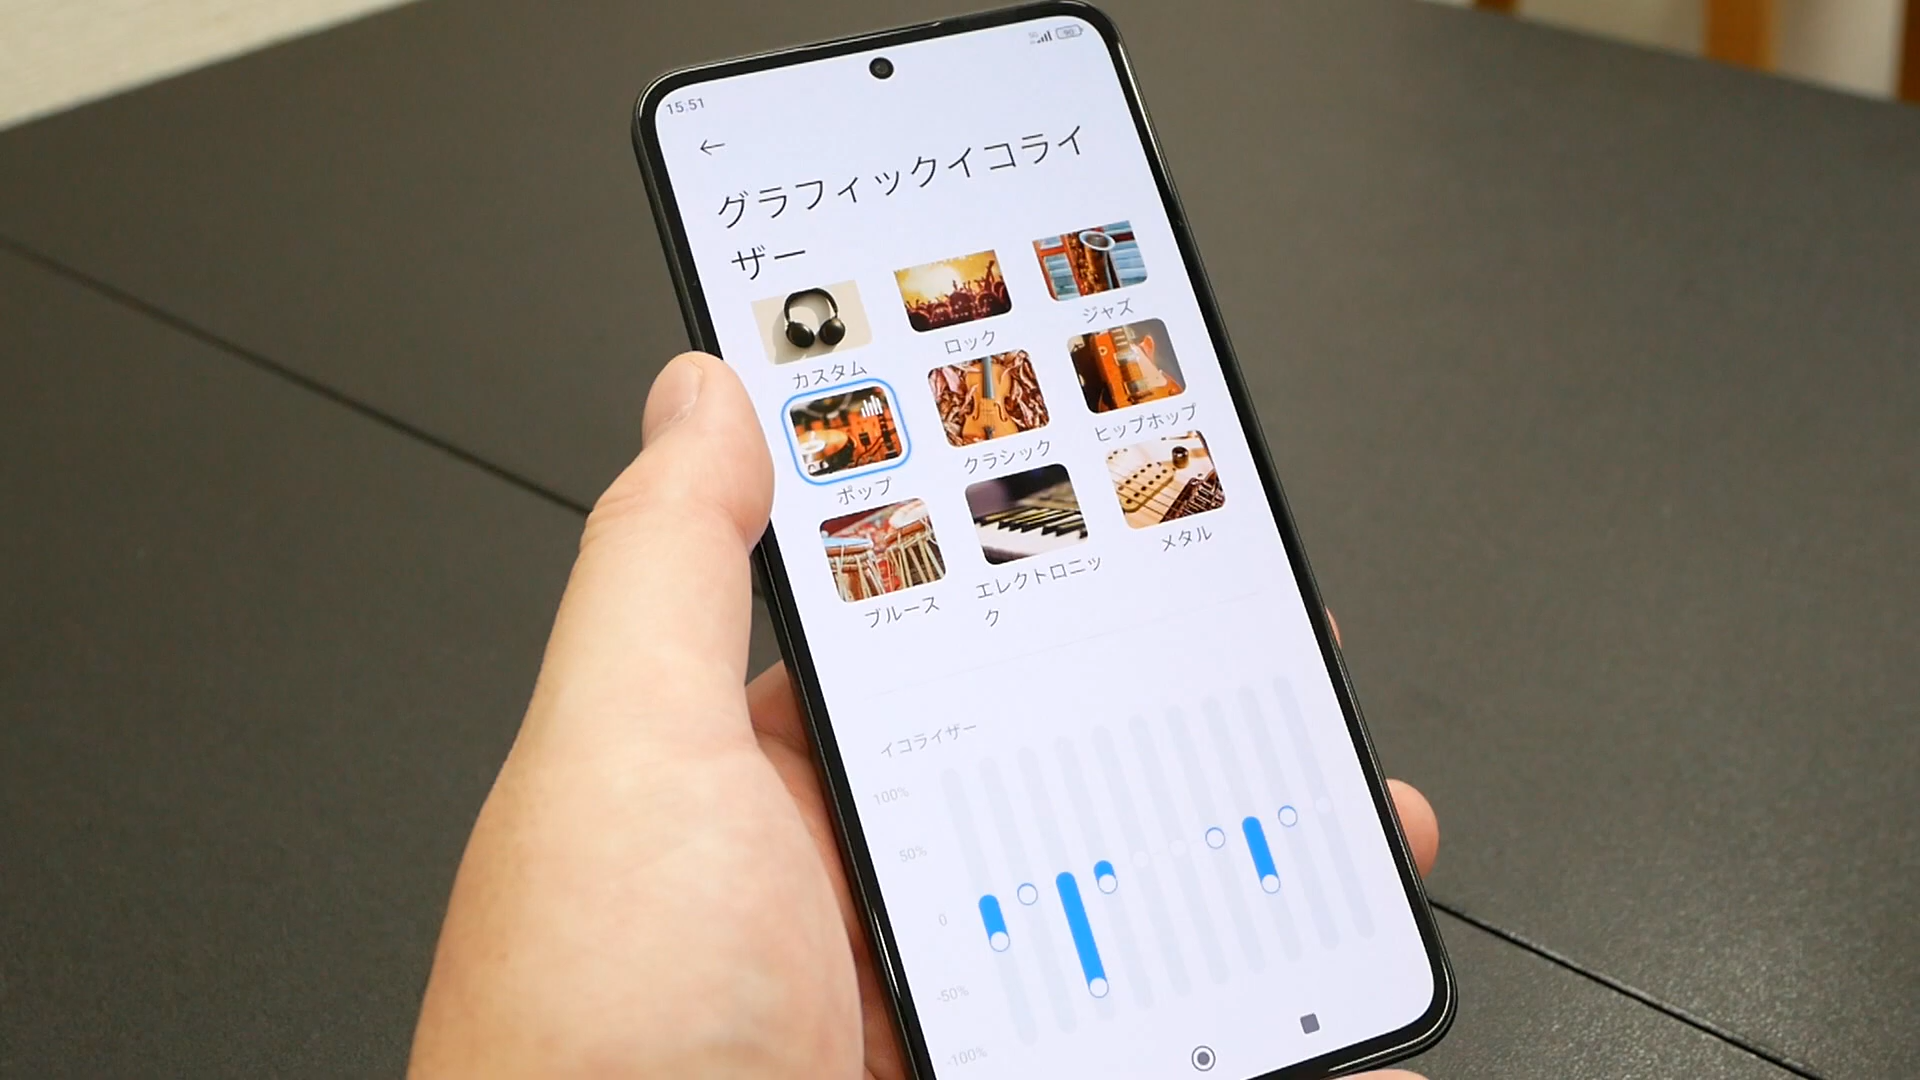 15:51
90
グラフィックイコライ
ザー
カスタム
ロック
ジャズ
ポップ
クラシック
ヒップホップ
ブルース
エレクトロニッ
ク
メタル
イコライザー
100%
50%
0
-50%
-100%